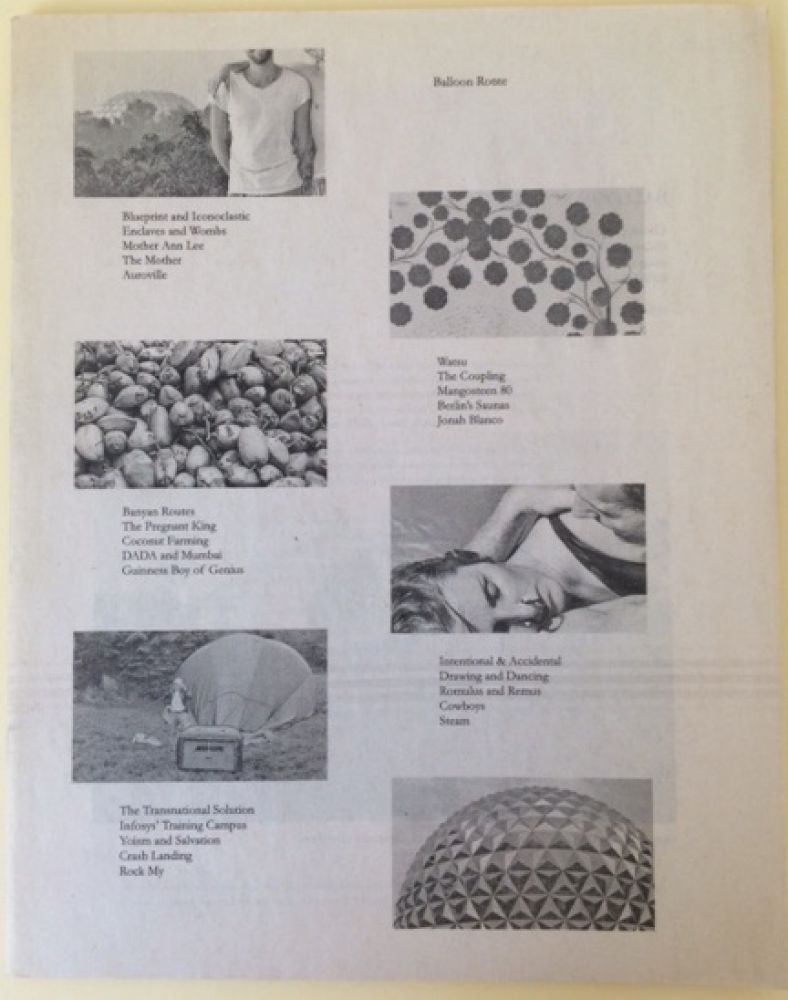 Balloon Route
Blueprint and Iconoclastic
Enclaves and Wombs
Mother Ann Lee
The Mother
Auroville
Watsu
The Coupling
Mangosteen 80
Berlin's Saunas
Jonah Blanco
Banyan Routes
The Pregnant King
Coconut Farming
DADA and Mumbai
Guinness Boy of Genius
Intentional & Accidental
Drawing and Dancing
Romulus and Remus
Cowboys
Steam
The Transnational Solution
Infosys' Training Campus
Yoism and Salvation
Crash Landing
Rock My